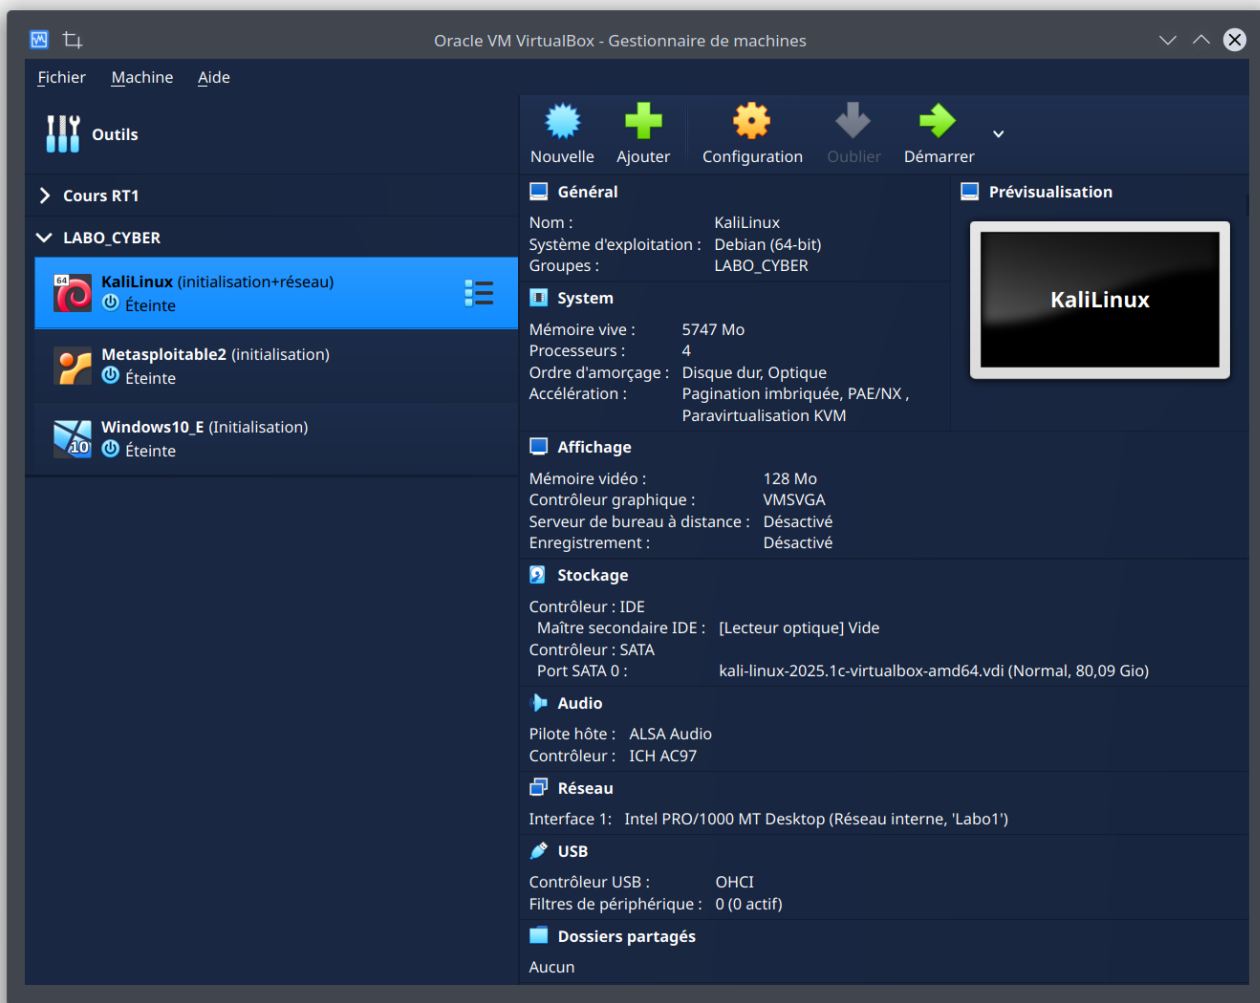 Oracle VM VirtualBox - Gestionnaire de machines
Fichier Machine Aide
Outils
Nouvelle Ajouter Configuration Oublier Démarrer
Cours RT1
LABO_CYBER
64
KaliLinux (initialisation+réseau)
Éteinte
Metasploitable2 (initialisation)
Éteinte
10
Windows10_E (Initialisation)
Éteinte
Général
Nom : KaliLinux
Système d'exploitation : Debian (64-bit)
Groupes : LABO_CYBER
Prévisualisation
KaliLinux
System
Mémoire vive : 5747 Mo
Processeurs : 4
Ordre d'amorçage : Disque dur, Optique
Accélération : Pagination imbriquée, PAE/NX ,
Paravirtualisation KVM
Affichage
Mémoire vidéo : 128 Mo
Contrôleur graphique : VMSVGA
Serveur de bureau à distance : Désactivé
Enregistrement : Désactivé
Stockage
Contrôleur : IDE
Maître secondaire IDE : [Lecteur optique] Vide
Contrôleur : SATA
Port SATA 0 : kali-linux-2025.1c-virtualbox-amd64.vdi (Normal, 80,09 Gio)
Audio
Pilote hôte : ALSA Audio
Contrôleur : ICH AC97
Réseau
Interface 1: Intel PRO/1000 MT Desktop (Réseau interne, 'Labo1')
USB
Contrôleur USB : OHCI
Filtres de périphérique : 0 (0 actif)
Dossiers partagés
Aucun